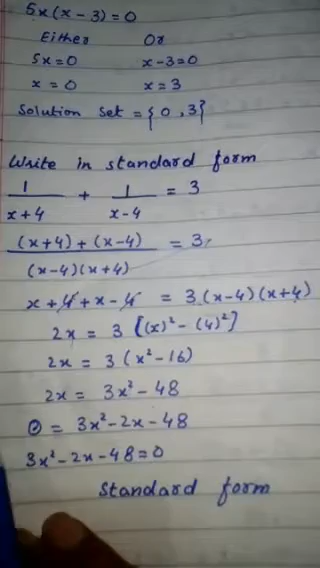 5x(x-3)=0
Either Or
5x=0 x-3=0
x=0 x=3
Solution set = {0,3}
Write in standard form
1/(x+4) + 1/(x-4) = 3
((x+4)+(x-4))/((x-4)(x+4)) = 3
x+4+x-4 = 3(x-4)(x+4)
2x = 3[(x)²-(4)²]
2x = 3(x²-16)
2x = 3x²-48
0 = 3x²-2x-48
3x²-2x-48=0
Standard form